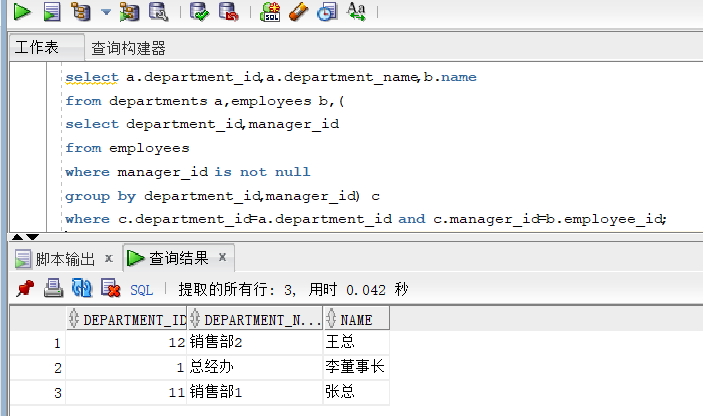 SQL
Aa
工作表 查询构建器
select a.department_id,a.department_name,b.name
from departments a,employees b,(
select department_id,manager_id
from employees
where manager_id is not null
group by department_id,manager_id) c
where c.department_id=a.department_id and c.manager_id=b.employee_id;
脚本输出 x 查询结果 x
SQL 提取的所有行: 3, 用时 0.042 秒
DEPARTMENT_ID DEPARTMENT_N... NAME
1 12 销售部2 王总
2 1 总经办 李董事长
3 11 销售部1 张总